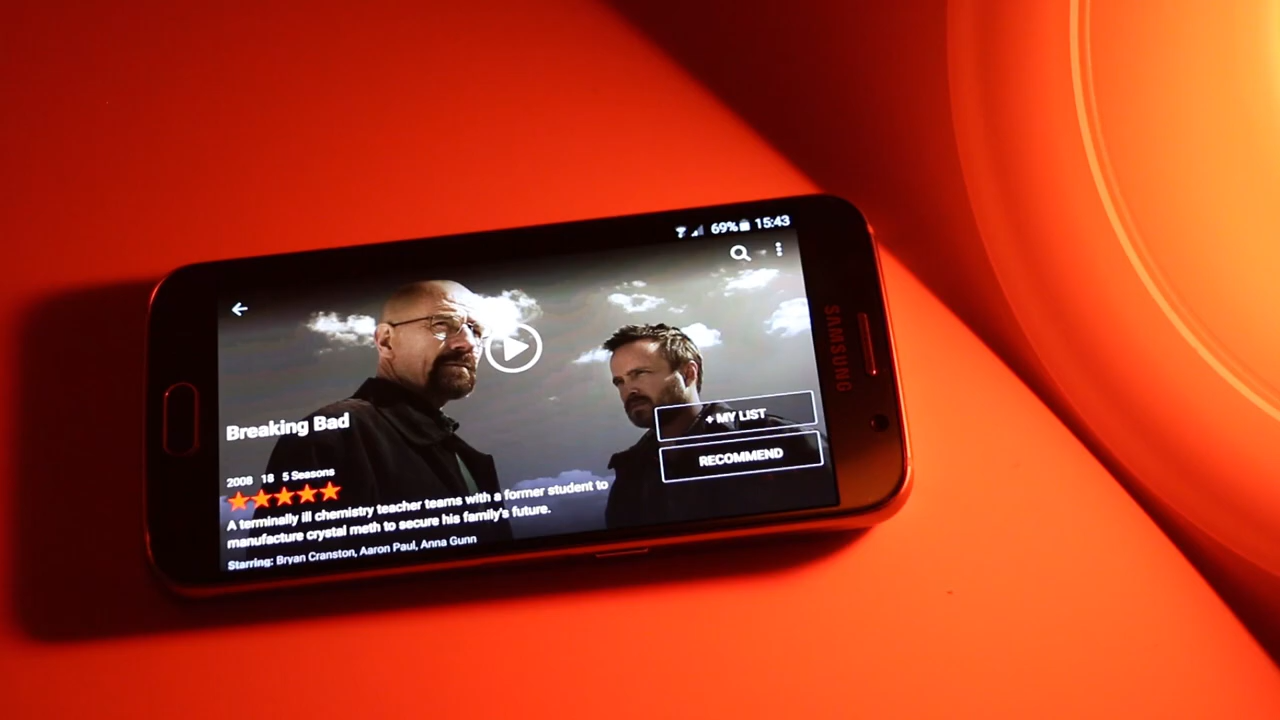 69% 15:43
Breaking Bad
+ MY LIST
RECOMMEND
2008 18 5 Seasons
A terminally ill chemistry teacher teams with a former student to
manufacture crystal meth to secure his family's future.
Starring: Bryan Cranston, Aaron Paul, Anna Gunn
SAMSUNG